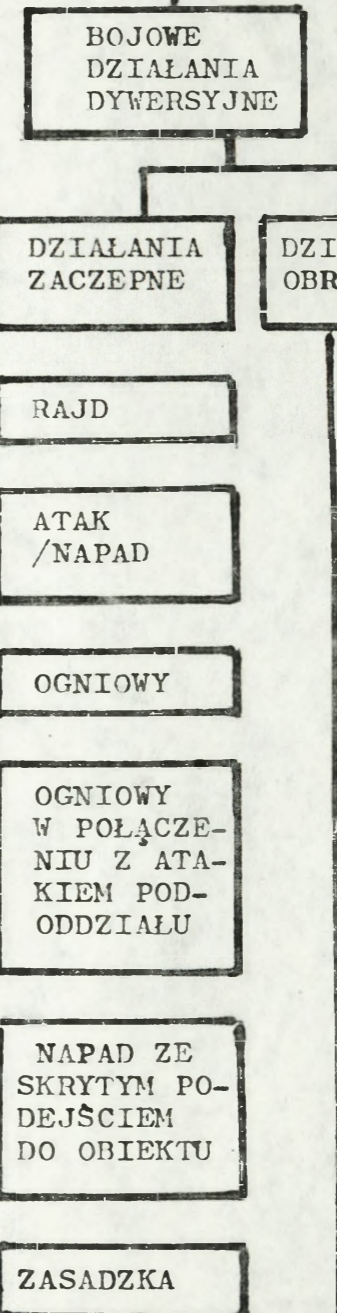 BOJOWE
DZIAŁANIA
DYWERSYJNE
DZIAŁANIA
ZACZEPNE
DZI
OBR
RAJD
ATAK
/NAPAD
OGNIOWY
OGNIOWY
W POŁĄCZE-
NIU Z ATA-
KIEM POD-
ODDZIAŁU
NAPAD ZE
SKRYTYM PO-
DEJŚCIEM
DO OBIEKTU
ZASADZKA